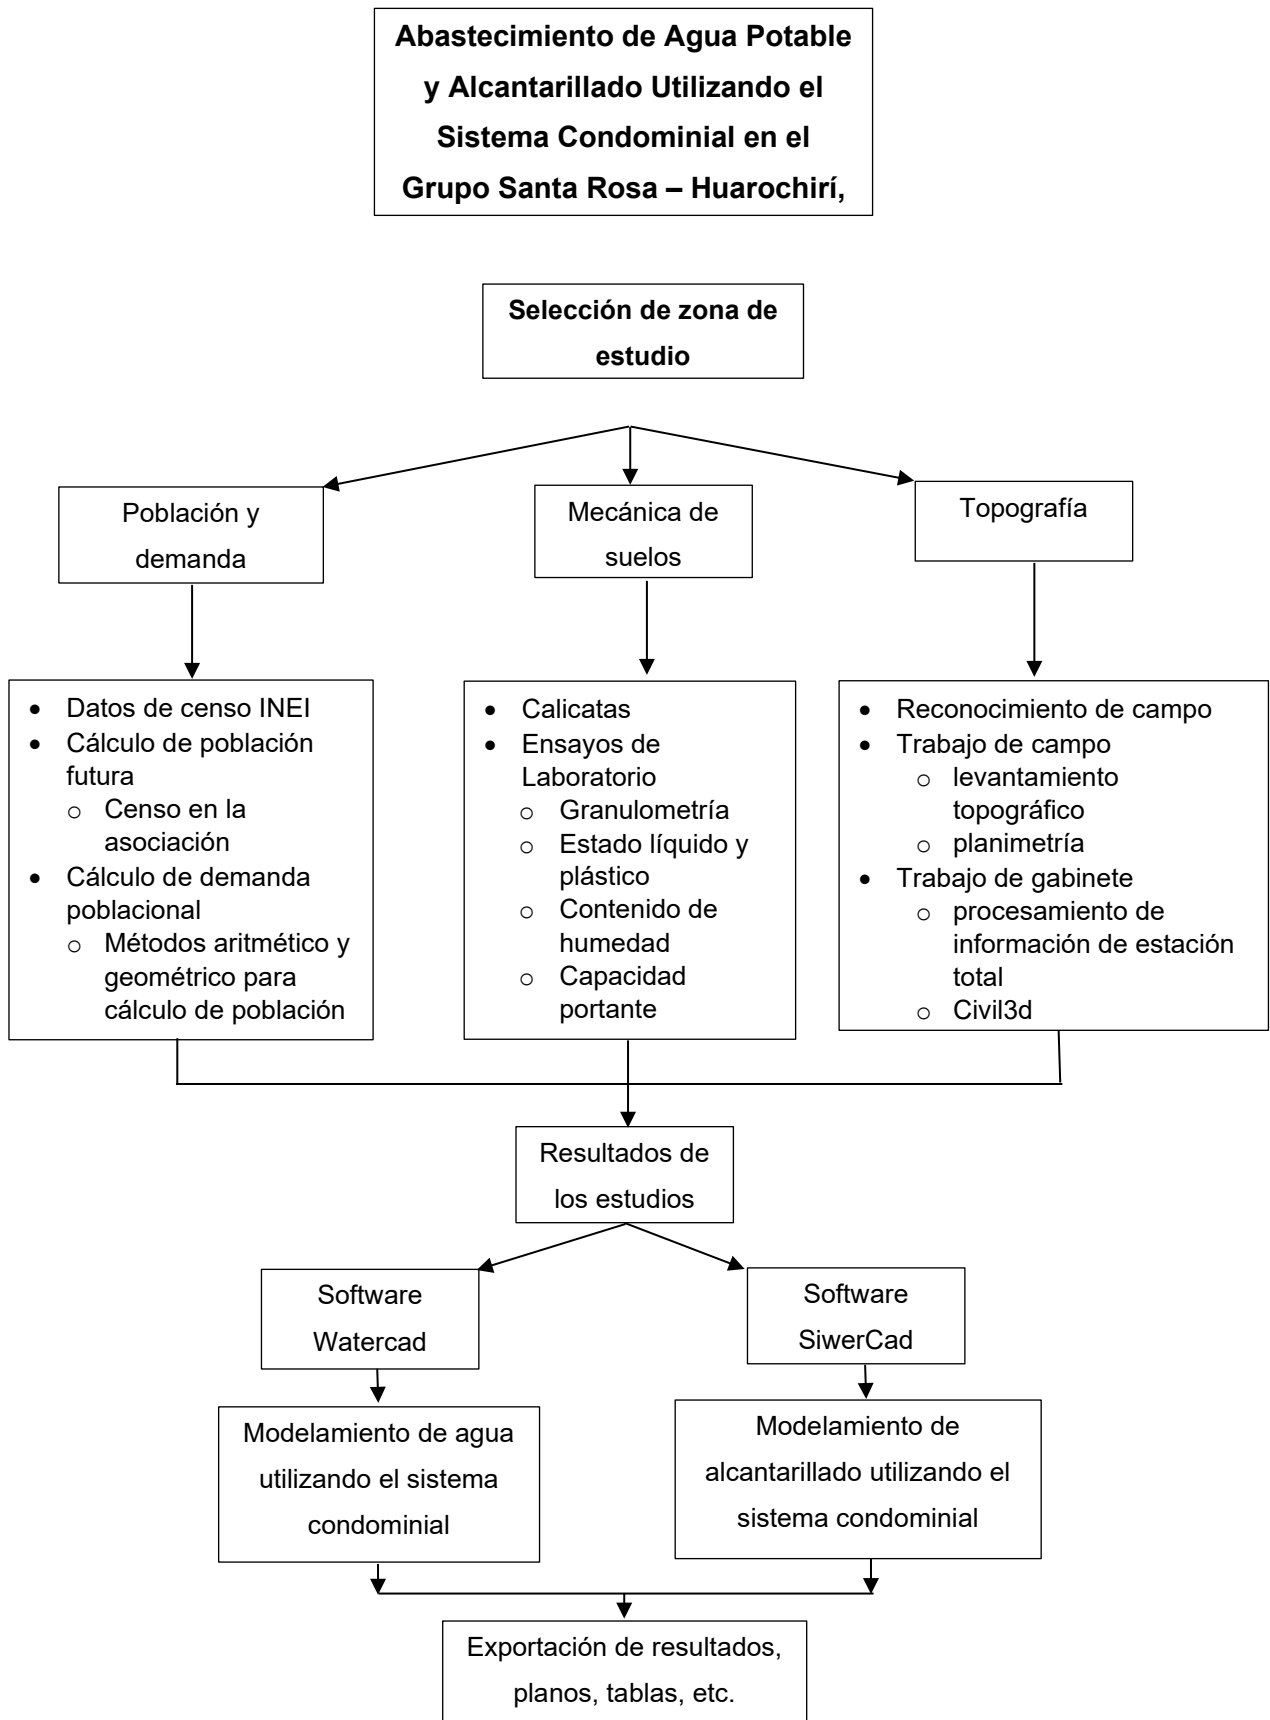 Abastecimiento de Agua Potable
y Alcantarillado Utilizando el
Sistema Condominial en el
Grupo Santa Rosa – Huarochirí,
Selección de zona de
estudio
Población y
demanda
Mecánica de
suelos
Topografía
• Datos de censo INEI
• Cálculo de población
futura
o Censo en la
asociación
• Cálculo de demanda
poblacional
o Métodos aritmético y
geométrico para
cálculo de población
• Calicatas
• Ensayos de
Laboratorio
o Granulometría
o Estado líquido y
plástico
o Contenido de
humedad
o Capacidad
portante
• Reconocimiento de campo
• Trabajo de campo
o levantamiento
topográfico
o planimetría
• Trabajo de gabinete
o procesamiento de
información de estación
total
o Civil3d
Resultados de
los estudios
Software
Watercad
Software
SiwerCad
Modelamiento de agua
utilizando el sistema
condominial
Modelamiento de
alcantarillado utilizando el
sistema condominial
Exportación de resultados,
planos, tablas, etc.